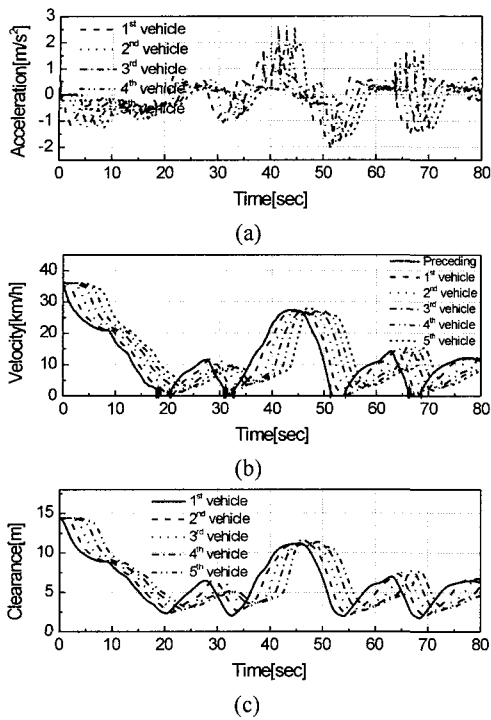 3
2
1
0
-1
-2
Acceleration[m/s²]
1st vehicle
2nd vehicle
3rd vehicle
4th vehicle
vehicle
0 10 20 30 40 50 60 70 80
Time[sec]
(a)
40
30
20
10
0
Velocity[km/h]
Preceding
1st vehicle
2nd vehicle
3rd vehicle
4th vehicle
5th vehicle
0 10 20 30 40 50 60 70 80
Time[sec]
(b)
15
10
5
0
Clearance[m]
1st vehicle
2nd vehicle
3rd vehicle
4th vehicle
5th vehicle
0 10 20 30 40 50 60 70 80
Time[sec]
(c)